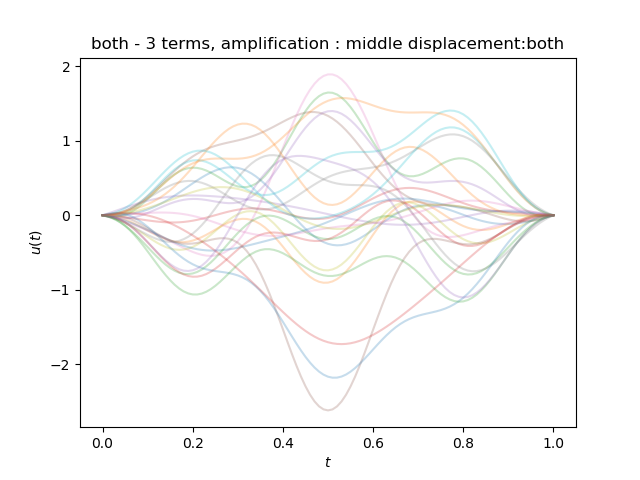 both - 3 terms, amplification : middle displacement:both
2
1
0
−1
−2
u(t)
0.0 0.2 0.4 0.6 0.8 1.0
t